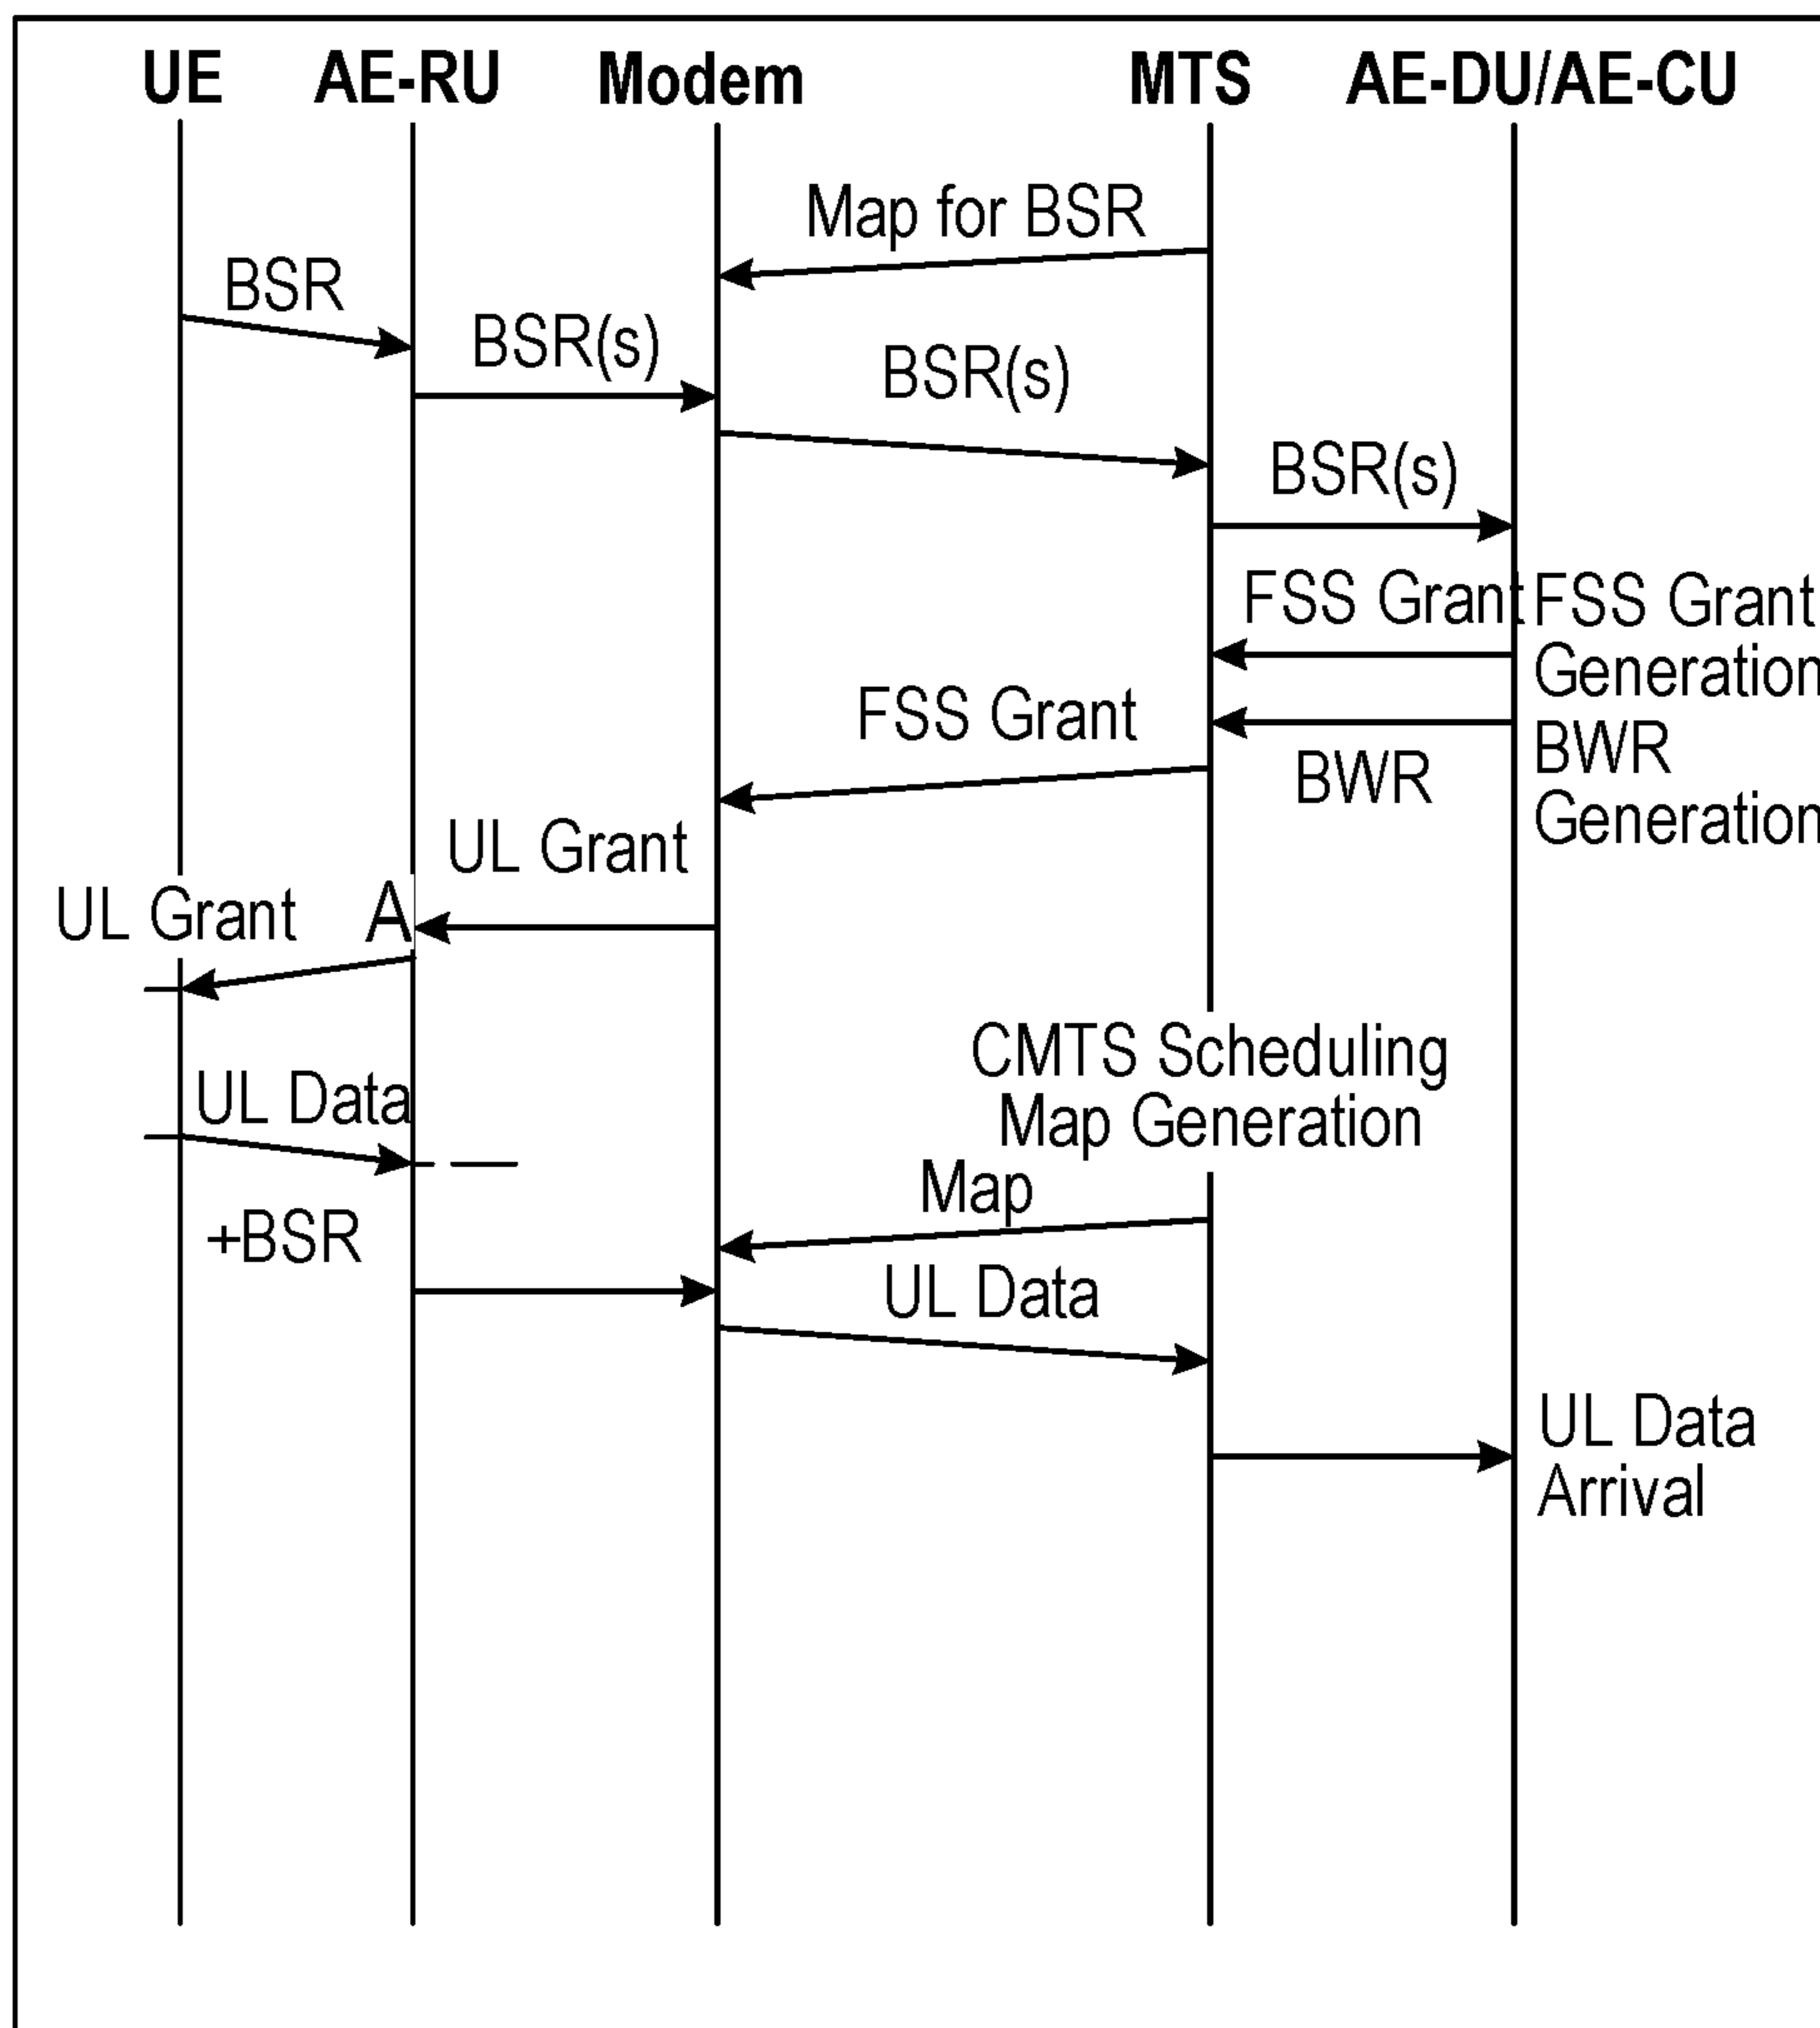 UE AE-RU Modem MTS AE-DU/AE-CU
Map for BSR
BSR
BSR(s)
BSR(s)
BSR(s)
FSS Grant
FSS Grant
Generation
FSS Grant
BWR
BWR
Generation
UL Grant
UL Grant
A
CMTS Scheduling
Map Generation
UL Data
Map
+BSR
UL Data
UL Data
Arrival